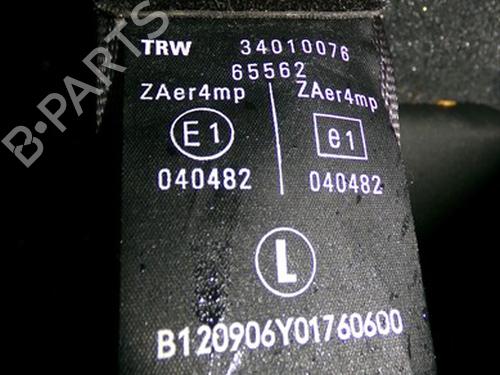 TRW 34010076
65562
ZAer4mp ZAer4mp
E1 e1
040482 040482
L
B120906Y01760600
B-PARTS